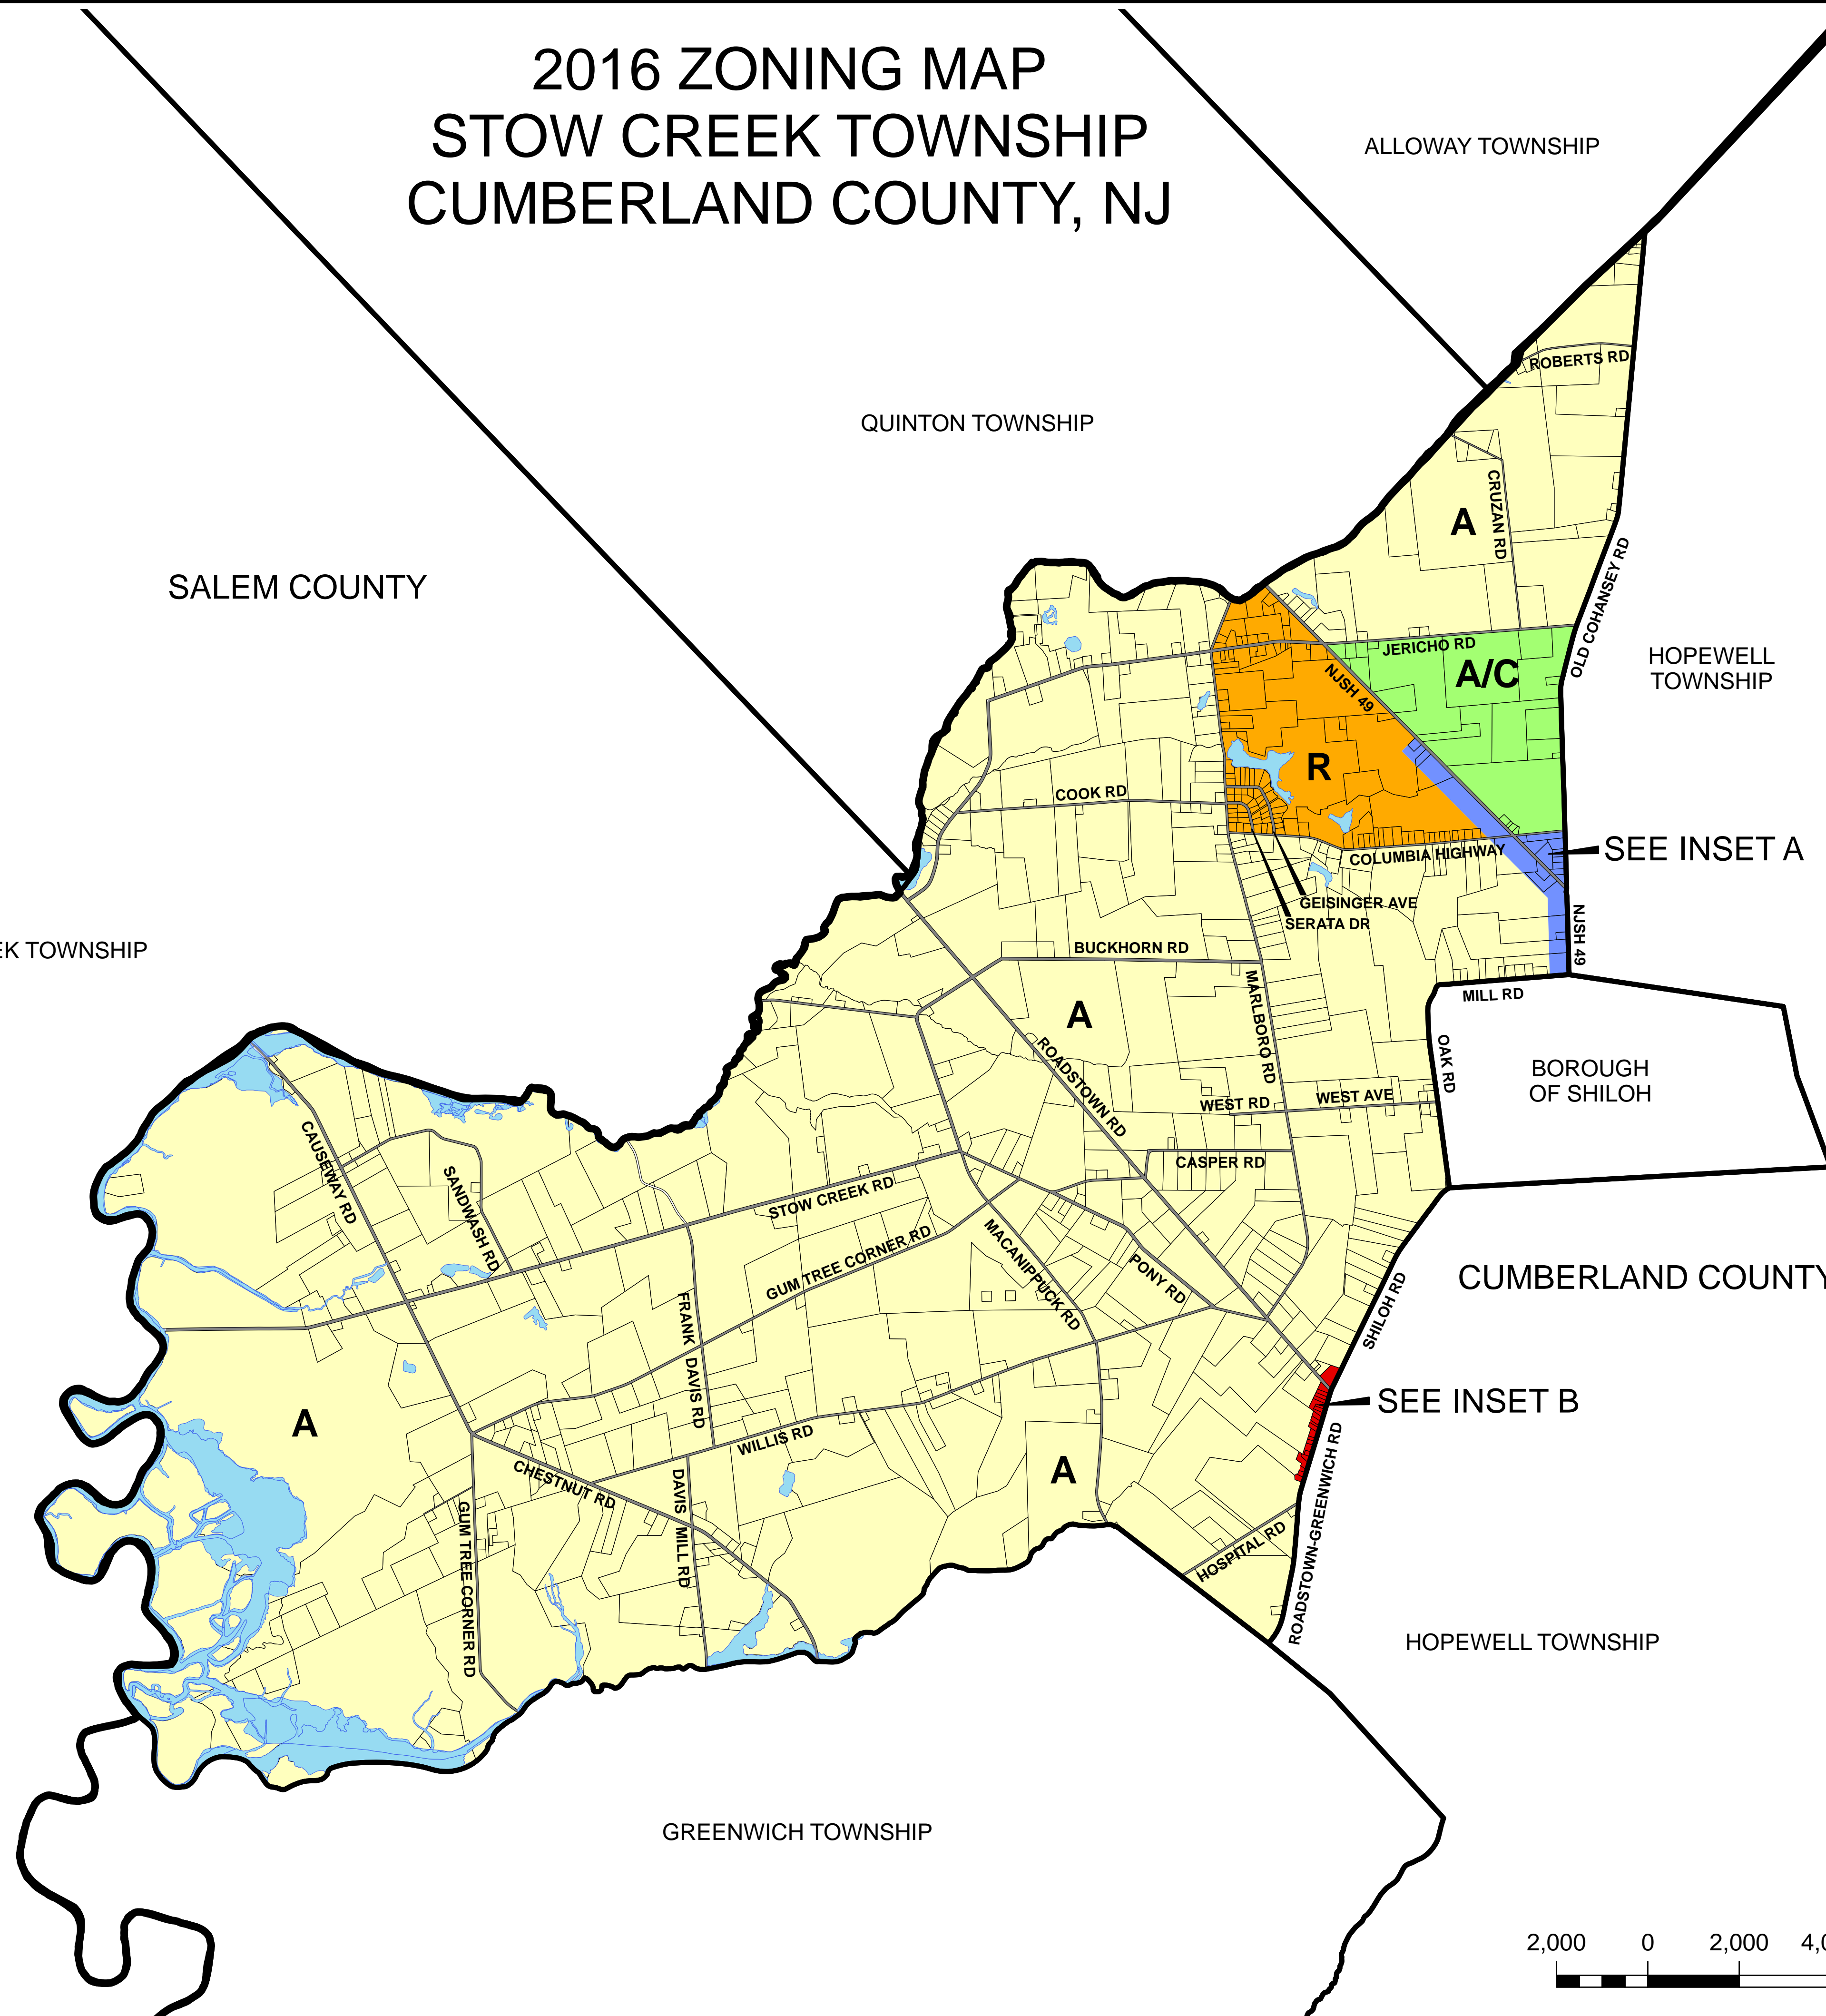 2016 ZONING MAP
STOW CREEK TOWNSHIP
CUMBERLAND COUNTY, NJ
ALLOWAY TOWNSHIP
QUINTON TOWNSHIP
SALEM COUNTY
ROBERTS RD
CRUZAN RD
A
OLD COHANSEY RD
JERICHO RD
A/C
HOPEWELL
TOWNSHIP
NJSH 49
R
COOK RD
SEE INSET A
COLUMBIA HIGHWAY
GEISINGER AVE
SERATA DR
NJSH 49
EK TOWNSHIP
BUCKHORN RD
MARLBORO RD
MILL RD
A
ROADSTOWN RD
OAK RD
BOROUGH
OF SHILOH
WEST RD
WEST AVE
CASPER RD
CAUSEWAY RD
SANDWASH RD
STOW CREEK RD
GUM TREE CORNER RD
MACANIPPUCK RD
PONY RD
CUMBERLAND COUNTY
SHILOH RD
FRANK DAVIS RD
SEE INSET B
A
WILLIS RD
A
CHESTNUT RD
DAVIS MILL RD
GUM TREE CORNER RD
HOSPITAL RD
ROADSTOWN-GREENWICH RD
HOPEWELL TOWNSHIP
GREENWICH TOWNSHIP
2,000 0 2,000 4,0